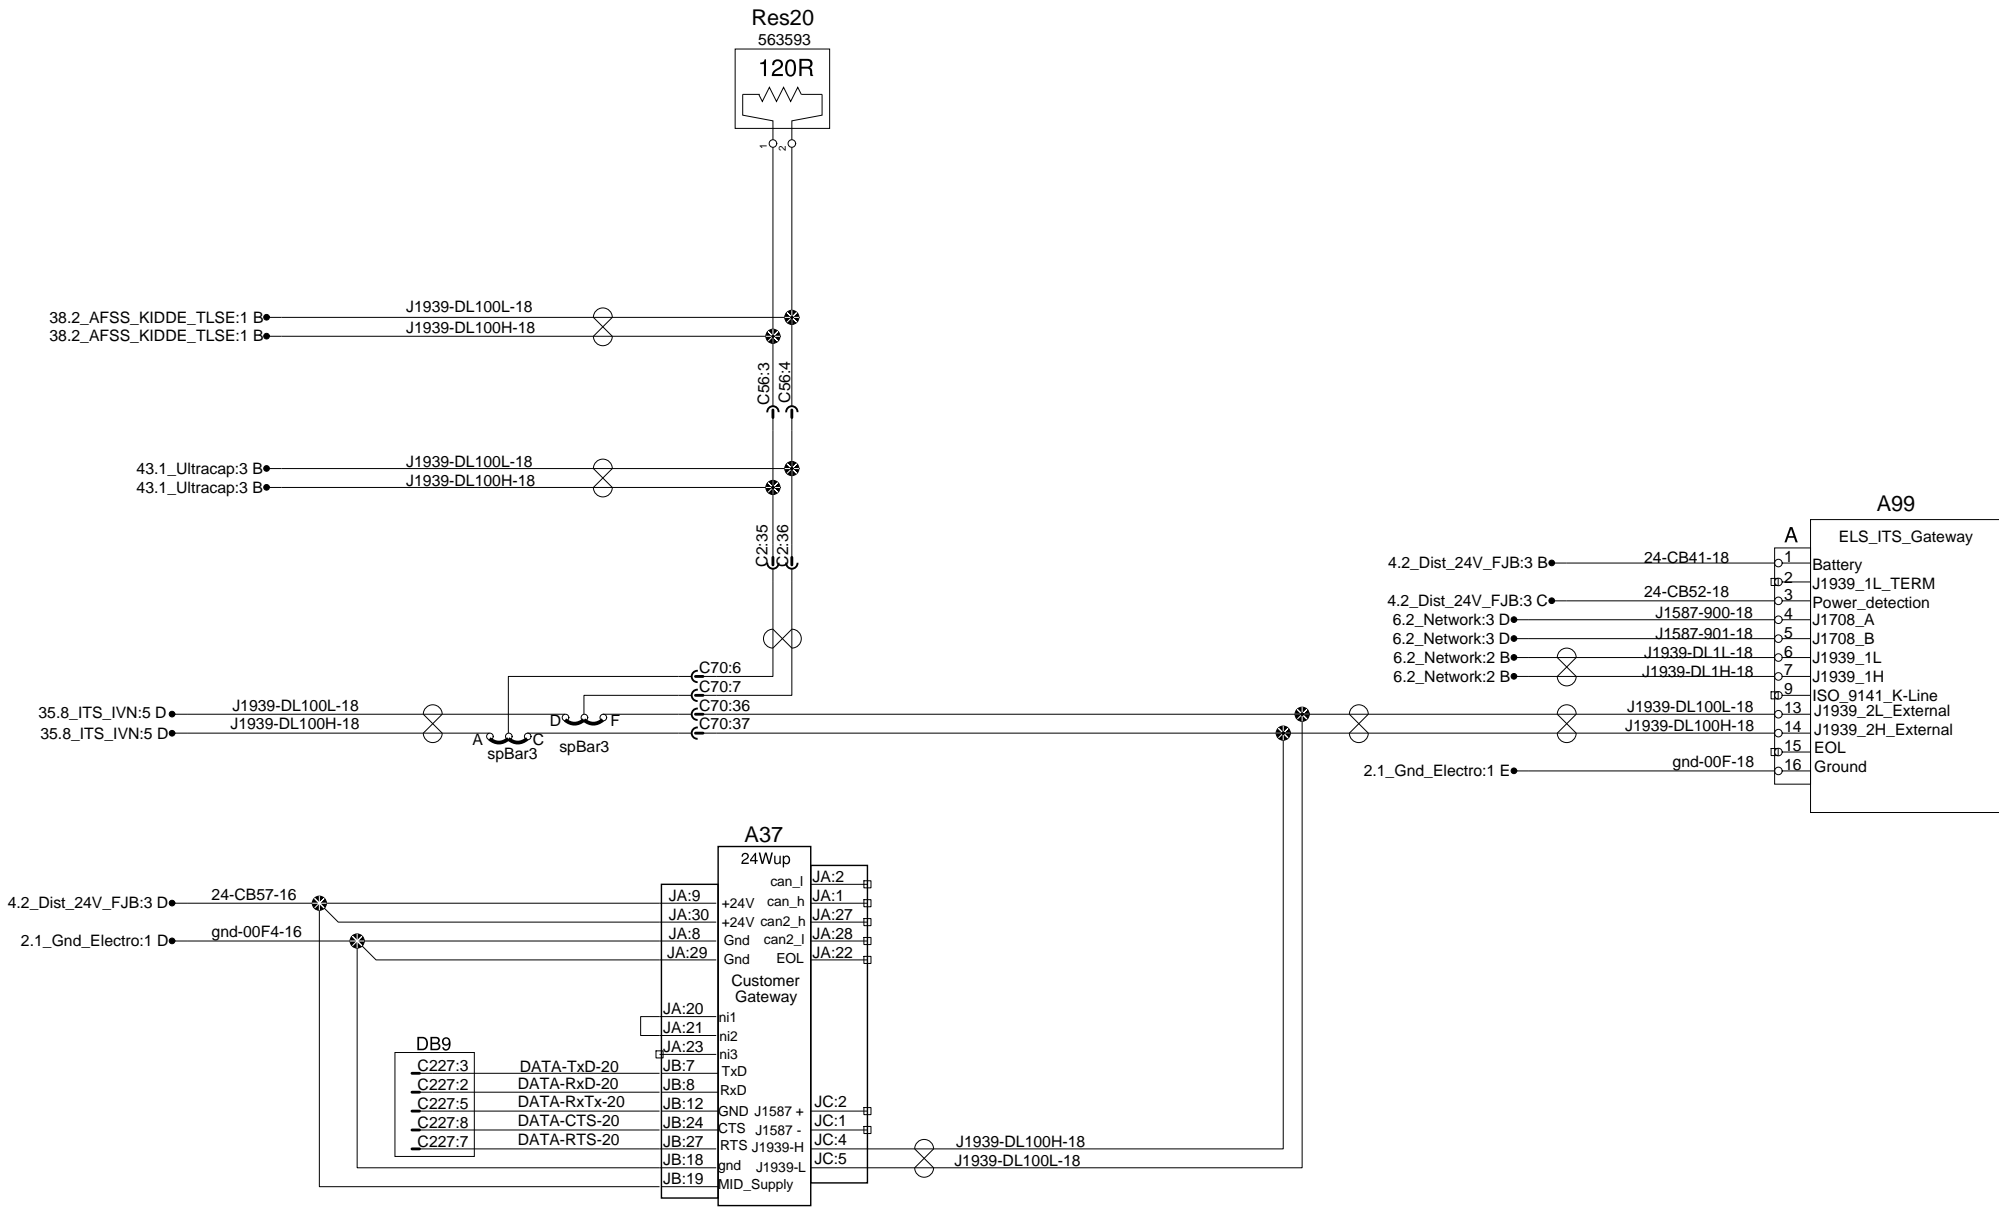 Res20
563593
120R
1 2
38.2_AFSS_KIDDE_TLSE:1 B
J1939-DL100L-18
38.2_AFSS_KIDDE_TLSE:1 B
J1939-DL100H-18
C56:3
C56:4
43.1_Ultracap:3 B
J1939-DL100L-18
43.1_Ultracap:3 B
J1939-DL100H-18
C2:35
C2:36
C70:6
C70:7
35.8_ITS_IVN:5 D
J1939-DL100L-18
D F
C70:36
35.8_ITS_IVN:5 D
J1939-DL100H-18
A C
C70:37
spBar3
spBar3
A99
A
ELS_ITS_Gateway
4.2_Dist_24V_FJB:3 B
24-CB41-18
1
Battery
2
J1939_1L_TERM
4.2_Dist_24V_FJB:3 C
24-CB52-18
3
Power_detection
6.2_Network:3 D
J1587-900-18
4
J1708_A
6.2_Network:3 D
J1587-901-18
5
J1708_B
6.2_Network:2 B
J1939-DL1L-18
6
J1939_1L
6.2_Network:2 B
J1939-DL1H-18
7
J1939_1H
9
ISO_9141_K-Line
J1939-DL100L-18
13
J1939_2L_External
J1939-DL100H-18
14
J1939_2H_External
15
EOL
2.1_Gnd_Electro:1 E
gnd-00F-18
16
Ground
A37
24Wup
can_l
JA:2
4.2_Dist_24V_FJB:3 D
24-CB57-16
JA:9
+24V
can_h
JA:1
JA:30
+24V
can2_h
JA:27
2.1_Gnd_Electro:1 D
gnd-00F4-16
JA:8
Gnd
can2_l
JA:28
JA:29
Gnd
EOL
JA:22
Customer
Gateway
JA:20
ni1
JA:21
ni2
JA:23
ni3
DB9
C227:3
DATA-TxD-20
JB:7
TxD
C227:2
DATA-RxD-20
JB:8
RxD
C227:5
DATA-RxTx-20
JB:12
GND
J1587 +
JC:2
C227:8
DATA-CTS-20
JB:24
CTS
J1587 -
JC:1
C227:7
DATA-RTS-20
JB:27
RTS
J1939-H
JC:4
J1939-DL100H-18
JB:18
gnd
J1939-L
JC:5
J1939-DL100L-18
JB:19
MID_Supply